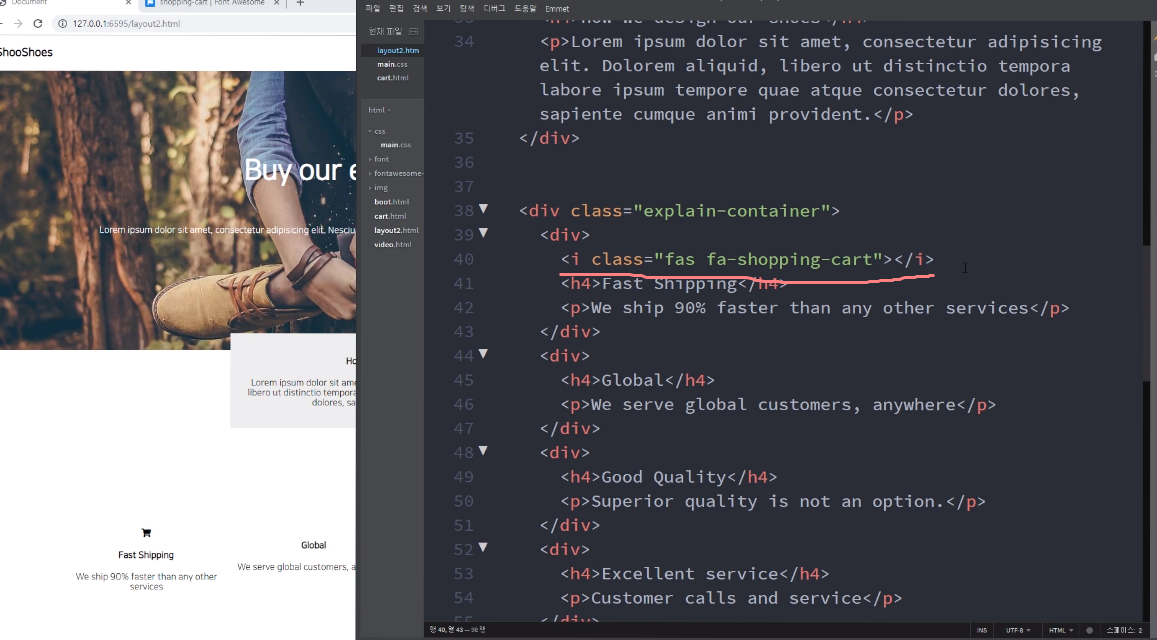 Document
shopping-cart | Font Awesome
127.0.0.1:6595/layout2.html
ShooShoes
Buy our e
Lorem ipsum dolor sit amet, consectetur adipisicing elit. Nesciu
Ho
Lorem ipsum dolor sit ame
libero ut distinctio tempora
dolores, sa
Fast Shipping
We ship 90% faster than any other
services
Global
We serve global customers, a
파일 편집 검색 보기 탐색 디버그 도움말 Emmet
현재 파일
layout2.htm
main.css
cart.html
html
css
main.css
font
fontawesome-
img
boot.html
cart.html
layout2.html
video.html
33 <h4>How we design our shoes</h4>
34 <p>Lorem ipsum dolor sit amet, consectetur adipisicing
elit. Dolorem aliquid, libero ut distinctio tempora
labore ipsum tempore quae atque consectetur dolores,
sapiente cumque animi provident.</p>
35 </div>
36
37
38 <div class="explain-container">
39 <div>
40 <i class="fas fa-shopping-cart"></i>
41 <h4>Fast Shipping</h4>
42 <p>We ship 90% faster than any other services</p>
43 </div>
44 <div>
45 <h4>Global</h4>
46 <p>We serve global customers, anywhere</p>
47 </div>
48 <div>
49 <h4>Good Quality</h4>
50 <p>Superior quality is not an option.</p>
51 </div>
52 <div>
53 <h4>Excellent service</h4>
54 <p>Customer calls and service</p>
55 </div>
행 40, 열 43 — 96 행
INS UTF-8 HTML 스페이스: 2